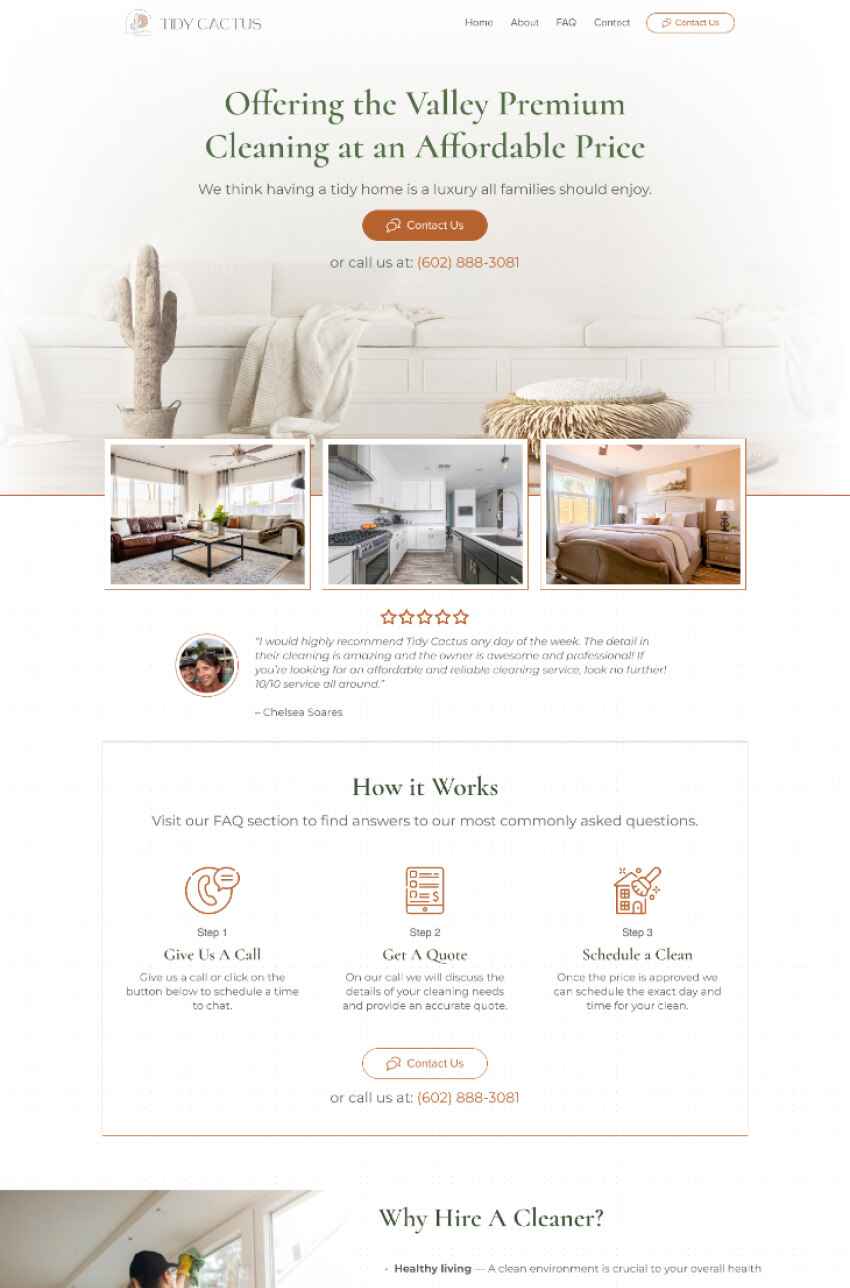 TIDY CACTUS
Home About FAQ Contact Contact Us
Offering the Valley Premium
Cleaning at an Affordable Price
We think having a tidy home is a luxury all families should enjoy.
Contact Us
or call us at: (602) 888-3081
“I would highly recommend Tidy Cactus any day of the week. The detail in
their cleaning is amazing and the owner is awesome and professional! If
you’re looking for an affordable and reliable cleaning service, look no further!
10/10 service all around.”
– Chelsea Soares
How it Works
Visit our FAQ section to find answers to our most commonly asked questions.
Step 1
Give Us A Call
Give us a call or click on the
button below to schedule a time
to chat.
Step 2
Get A Quote
On our call we will discuss the
details of your cleaning needs
and provide an accurate quote.
Step 3
Schedule a Clean
Once the price is approved we
can schedule the exact day and
time for your clean.
Contact Us
or call us at: (602) 888-3081
Why Hire A Cleaner?
• Healthy living — A clean environment is crucial to your overall health